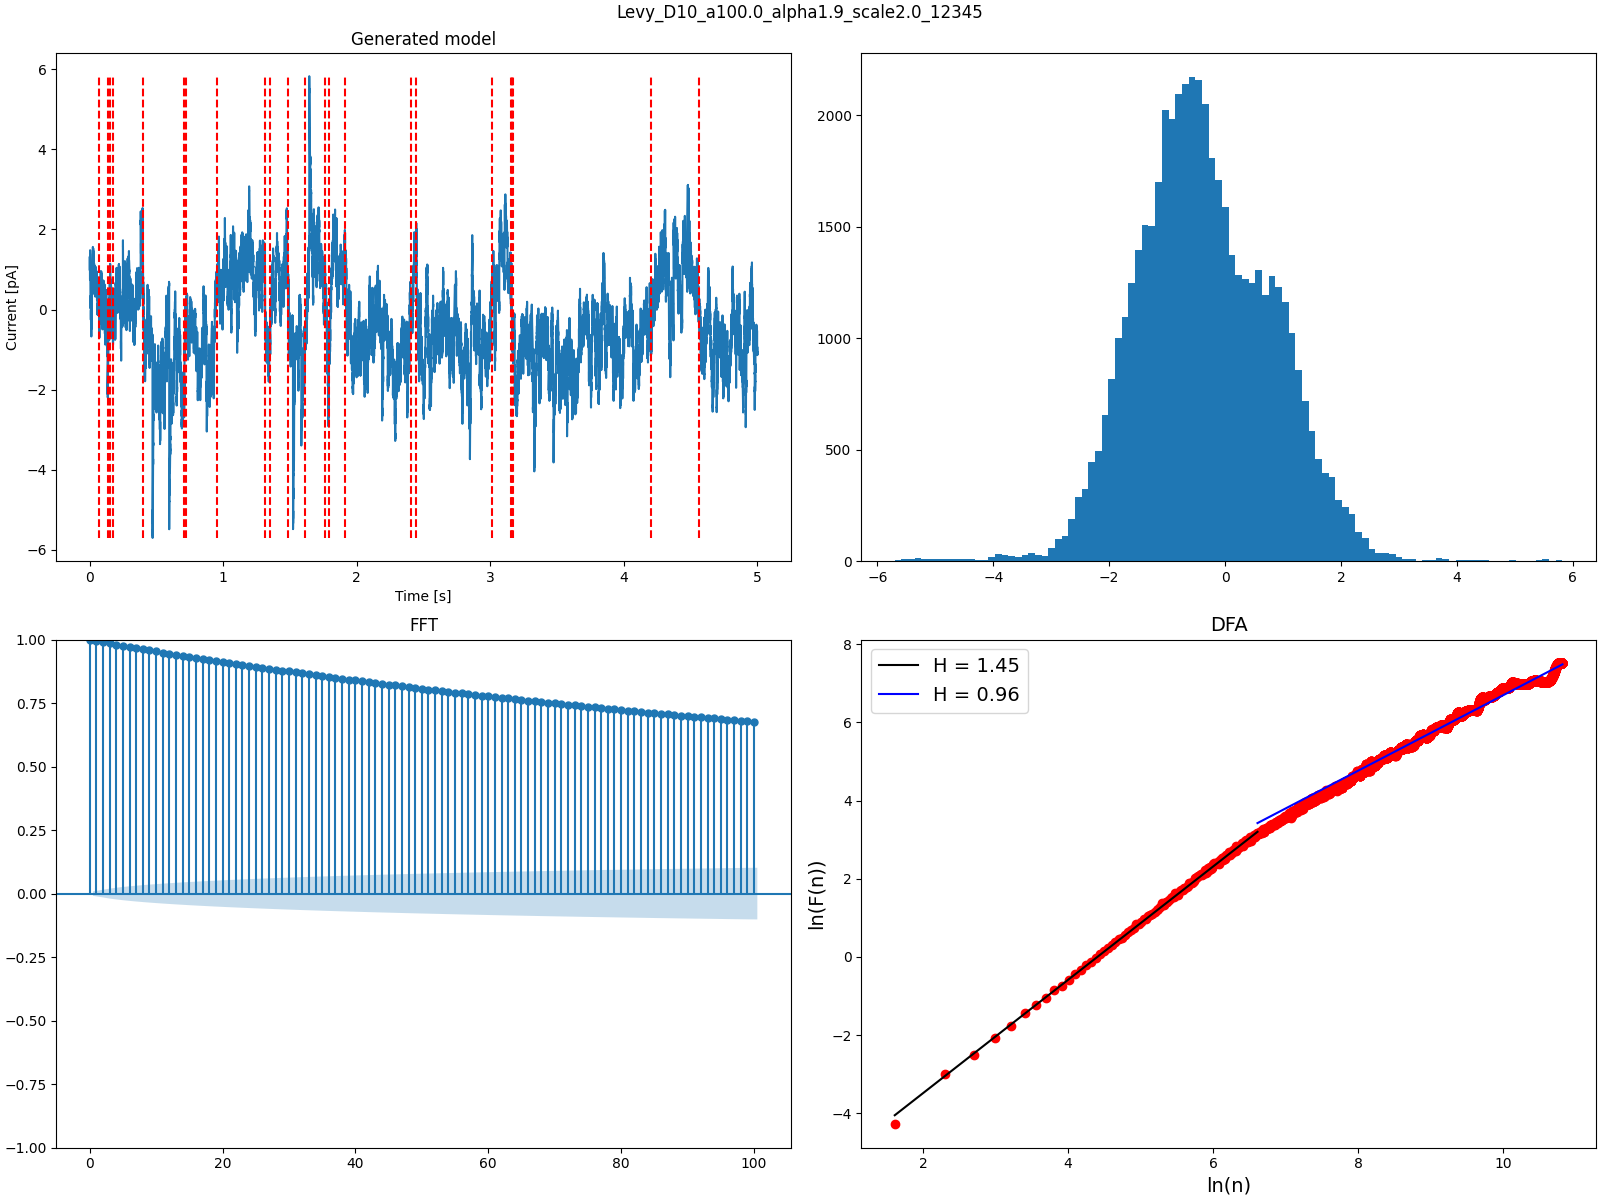 Levy_D10_a100.0_alpha1.9_scale2.0_12345
Generated model
Current [pA]
6
4
2
0
−2
−4
−6
0 1 2 3 4 5
Time [s]
2000
1500
1000
500
0
−6 −4 −2 0 2 4 6
FFT
1.00
0.75
0.50
0.25
0.00
−0.25
−0.50
−0.75
−1.00
0 20 40 60 80 100
DFA
H = 1.45
H = 0.96
ln(F(n))
8
6
4
2
0
−2
−4
2 4 6 8 10
ln(n)